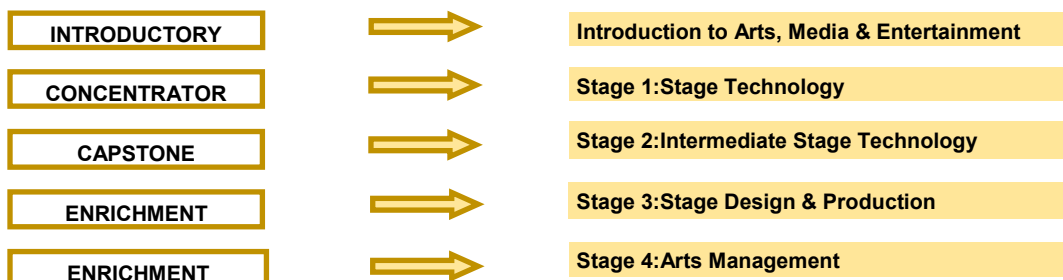 INTRODUCTORY
Introduction to Arts, Media & Entertainment
CONCENTRATOR
Stage 1:Stage Technology
CAPSTONE
Stage 2:Intermediate Stage Technology
ENRICHMENT
Stage 3:Stage Design & Production
ENRICHMENT
Stage 4:Arts Management